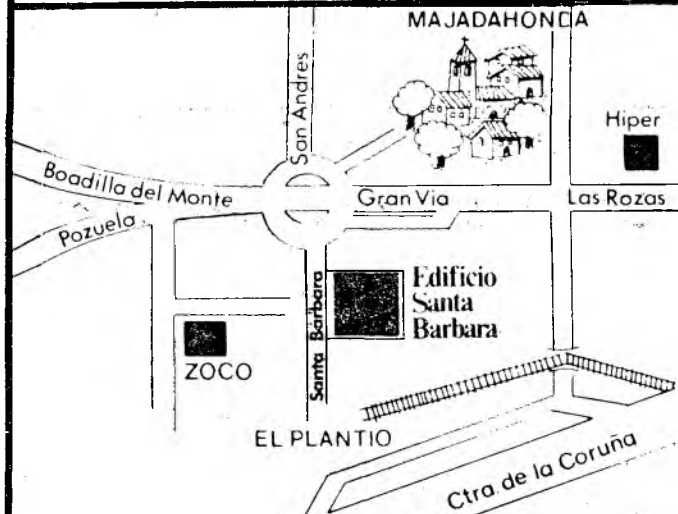 MAJADAHONDA
San Andres
Hiper
Boadilla del Monte
Gran Via
Las Rozas
Pozuela
Santa Barbara
Edificio
Santa
Barbara
ZOCO
EL PLANTIO
Ctra. de la Coruña